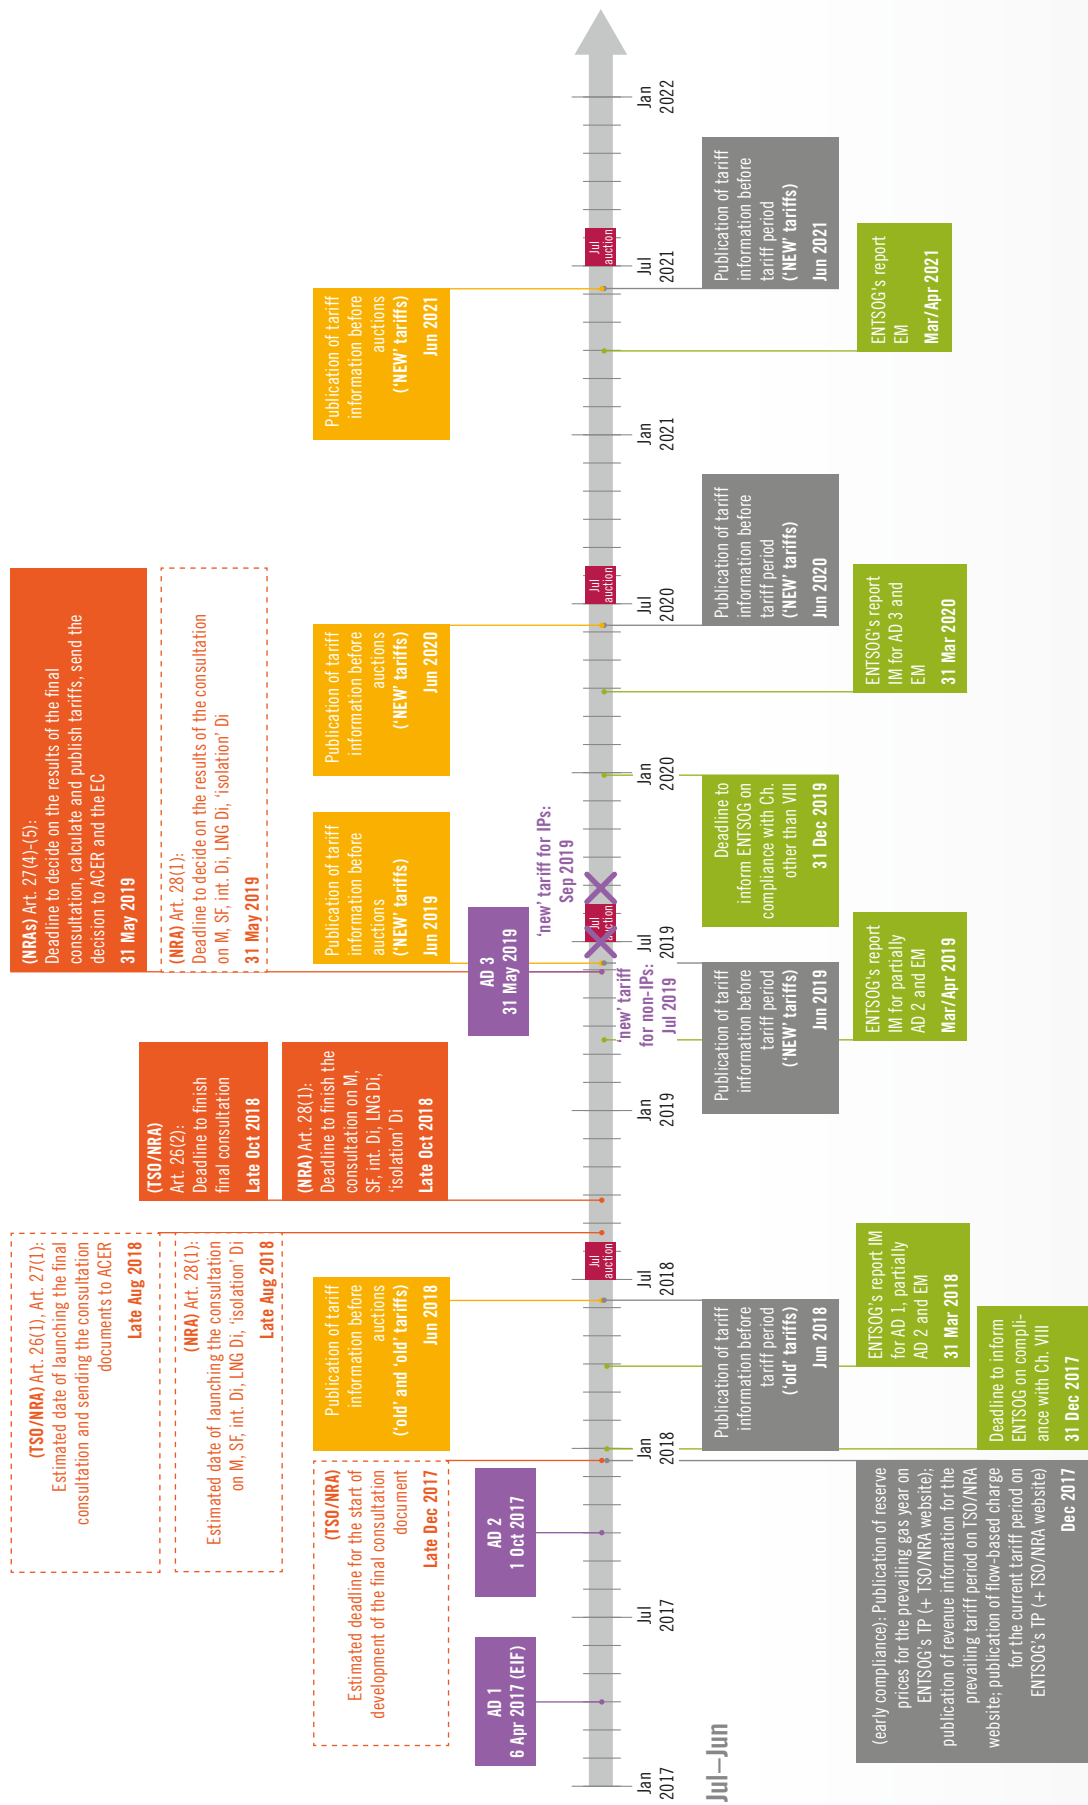 (TSO/NRA) Art. 26(1), Art. 27(1):
Estimated date of launching the final
consultation and sending the consultation
documents to ACER
Late Aug 2018
(NRA) Art. 28(1):
Estimated date of launching the consultation
on M, SF, int. Di, LNG Di, 'isolation' Di
Late Aug 2018
(TSO/NRA)
Art. 26(2):
Deadline to finish
final consultation
Late Oct 2018
(NRA) Art. 28(1):
Deadline to finish the
consultation on M,
SF, int. Di, LNG Di,
'isolation' Di
Late Oct 2018
(NRAs) Art. 27(4)-(5):
Deadline to decide on the results of the final
consultation, calculate and publish tariffs, send the
decision to ACER and the EC
31 May 2019
(NRA) Art. 28(1):
Deadline to decide on the results of the consultation
on M, SF, int. Di, LNG Di, 'isolation' Di
31 May 2019
(TSO/NRA)
Estimated deadline for the start of
development of the final consultation
document
Late Dec 2017
Publication of tariff
information before
auctions
('old' and 'old' tariffs)
Jun 2018
Publication of tariff
information before
auctions
('NEW' tariffs)
Jun 2019
Publication of tariff
information before
auctions
('NEW' tariffs)
Jun 2020
Publication of tariff
information before
auctions
('NEW' tariffs)
Jun 2021
AD 1
6 Apr 2017 (EIF)
AD 2
1 Oct 2017
AD 3
31 May 2019
'new' tariff for IPs:
Sep 2019
Jul
auction
Jul
auction
Jul
auction
Jul
auction
'new' tariff
for non-IPs:
Jul 2019
Jan
2017
Jul
2017
Jan
2018
Jul
2018
Jan
2019
Jul
2019
Jan
2020
Jul
2020
Jan
2021
Jul
2021
Jan
2022
Jul–Jun
Publication of tariff
information before
tariff period
('old' tariffs)
Jun 2018
Publication of tariff
information before
tariff period
('NEW' tariffs)
Jun 2019
Deadline to
inform ENTSOG on
compliance with Ch.
other than VIII
31 Dec 2019
Publication of tariff
information before
tariff period
('NEW' tariffs)
Jun 2020
Publication of tariff
information before
tariff period
('NEW' tariffs)
Jun 2021
(early compliance): Publication of reserve
prices for the prevailing gas year on
ENTSOG's TP (+ TSO/NRA website);
publication of revenue information for the
prevailing tariff period on TSO/NRA
website; publication of flow-based charge
for the current tariff period on
ENTSOG's TP (+ TSO/NRA website)
Dec 2017
ENTSOG's report IM
for AD 1, partially
AD 2 and EM
31 Mar 2018
Deadline to inform
ENTSOG on compli-
ance with Ch. VIII
31 Dec 2017
ENTSOG's report
IM for partially
AD 2 and EM
Mar/Apr 2019
ENTSOG's report
IM for AD 3 and
EM
31 Mar 2020
ENTSOG's report
EM
Mar/Apr 2021